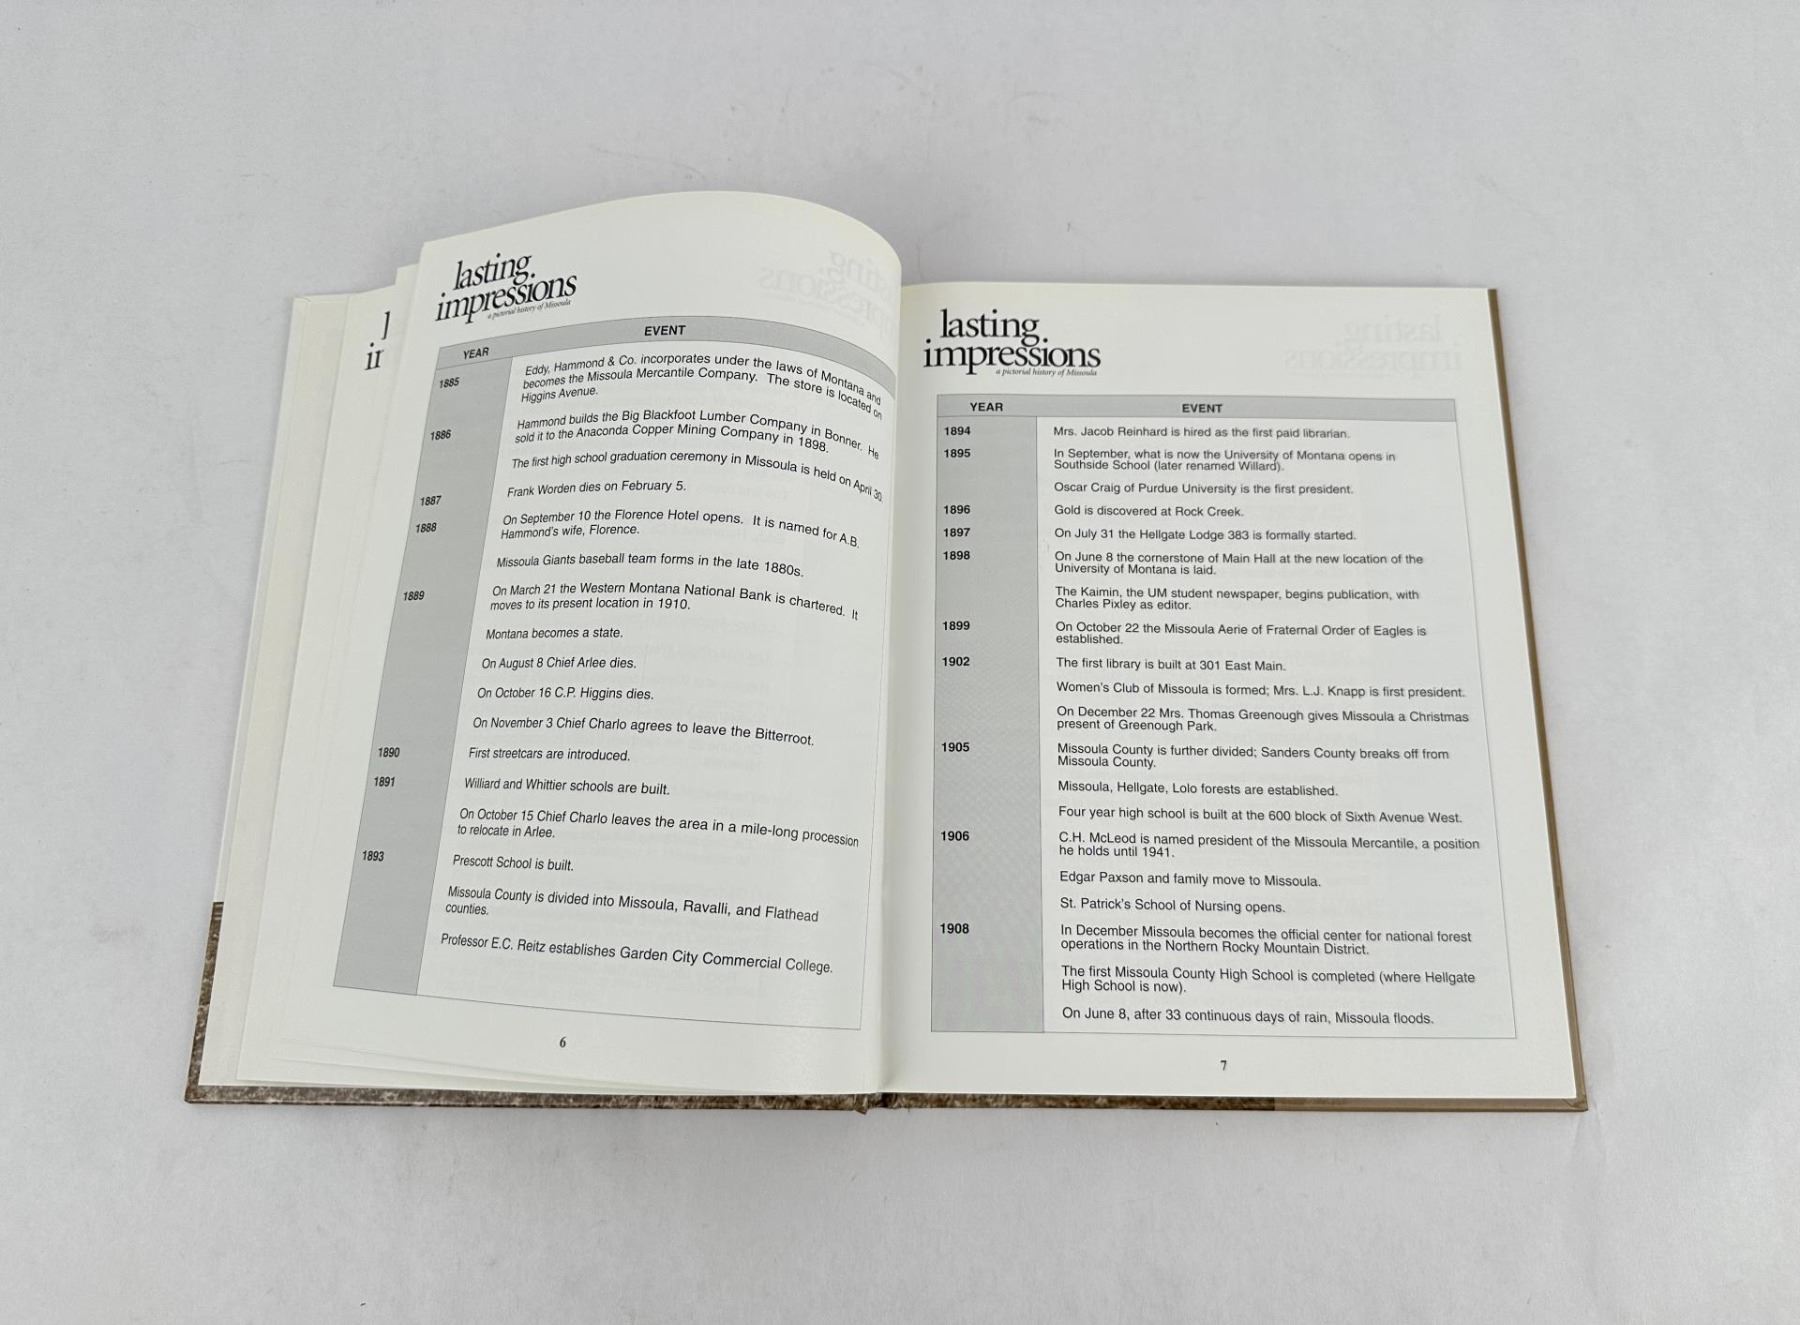 l
in
lasting
impressions
a pictorial history of Missoula
YEAR EVENT
1885 Eddy, Hammond & Co. incorporates under the laws of Montana and
becomes the Missoula Mercantile Company. The store is located on
Higgins Avenue.
1886 Hammond builds the Big Blackfoot Lumber Company in Bonner. He
sold it to the Anaconda Copper Mining Company in 1898.
The first high school graduation ceremony in Missoula is held on April 30.
1887 Frank Worden dies on February 5.
1888 On September 10 the Florence Hotel opens. It is named for A.B.
Hammond's wife, Florence.
Missoula Giants baseball team forms in the late 1880s.
1889 On March 21 the Western Montana National Bank is chartered. It
moves to its present location in 1910.
Montana becomes a state.
On August 8 Chief Arlee dies.
On October 16 C.P. Higgins dies.
On November 3 Chief Charlo agrees to leave the Bitterroot.
1890 First streetcars are introduced.
1891 Williard and Whittier schools are built.
On October 15 Chief Charlo leaves the area in a mile-long procession
to relocate in Arlee.
1893 Prescott School is built.
Missoula County is divided into Missoula, Ravalli, and Flathead
counties.
Professor E.C. Reitz establishes Garden City Commercial College.
6
lasting
impressions
a pictorial history of Missoula
YEAR EVENT
1894 Mrs. Jacob Reinhard is hired as the first paid librarian.
1895 In September, what is now the University of Montana opens in
Southside School (later renamed Willard).
Oscar Craig of Purdue University is the first president.
1896 Gold is discovered at Rock Creek.
1897 On July 31 the Hellgate Lodge 383 is formally started.
1898 On June 8 the cornerstone of Main Hall at the new location of the
University of Montana is laid.
The Kaimin, the UM student newspaper, begins publication, with
Charles Pixley as editor.
1899 On October 22 the Missoula Aerie of Fraternal Order of Eagles is
established.
1902 The first library is built at 301 East Main.
Women's Club of Missoula is formed; Mrs. L.J. Knapp is first president.
On December 22 Mrs. Thomas Greenough gives Missoula a Christmas
present of Greenough Park.
1905 Missoula County is further divided; Sanders County breaks off from
Missoula County.
Missoula, Hellgate, Lolo forests are established.
Four year high school is built at the 600 block of Sixth Avenue West.
1906 C.H. McLeod is named president of the Missoula Mercantile, a position
he holds until 1941.
Edgar Paxson and family move to Missoula.
St. Patrick's School of Nursing opens.
1908 In December Missoula becomes the official center for national forest
operations in the Northern Rocky Mountain District.
The first Missoula County High School is completed (where Hellgate
High School is now).
On June 8, after 33 continuous days of rain, Missoula floods.
7